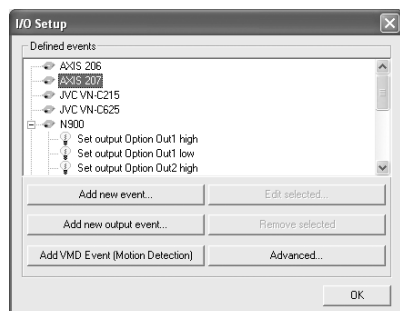 I/O Setup
Defined events
AXIS 206
AXIS 207
JVC VN-C215
JVC VN-C625
N900
Set output Option Out1 high
Set output Option Out1 low
Set output Option Out2 high
Add new event...
Edit selected...
Add new output event...
Remove selected
Add VMD Event (Motion Detection)
Advanced...
OK